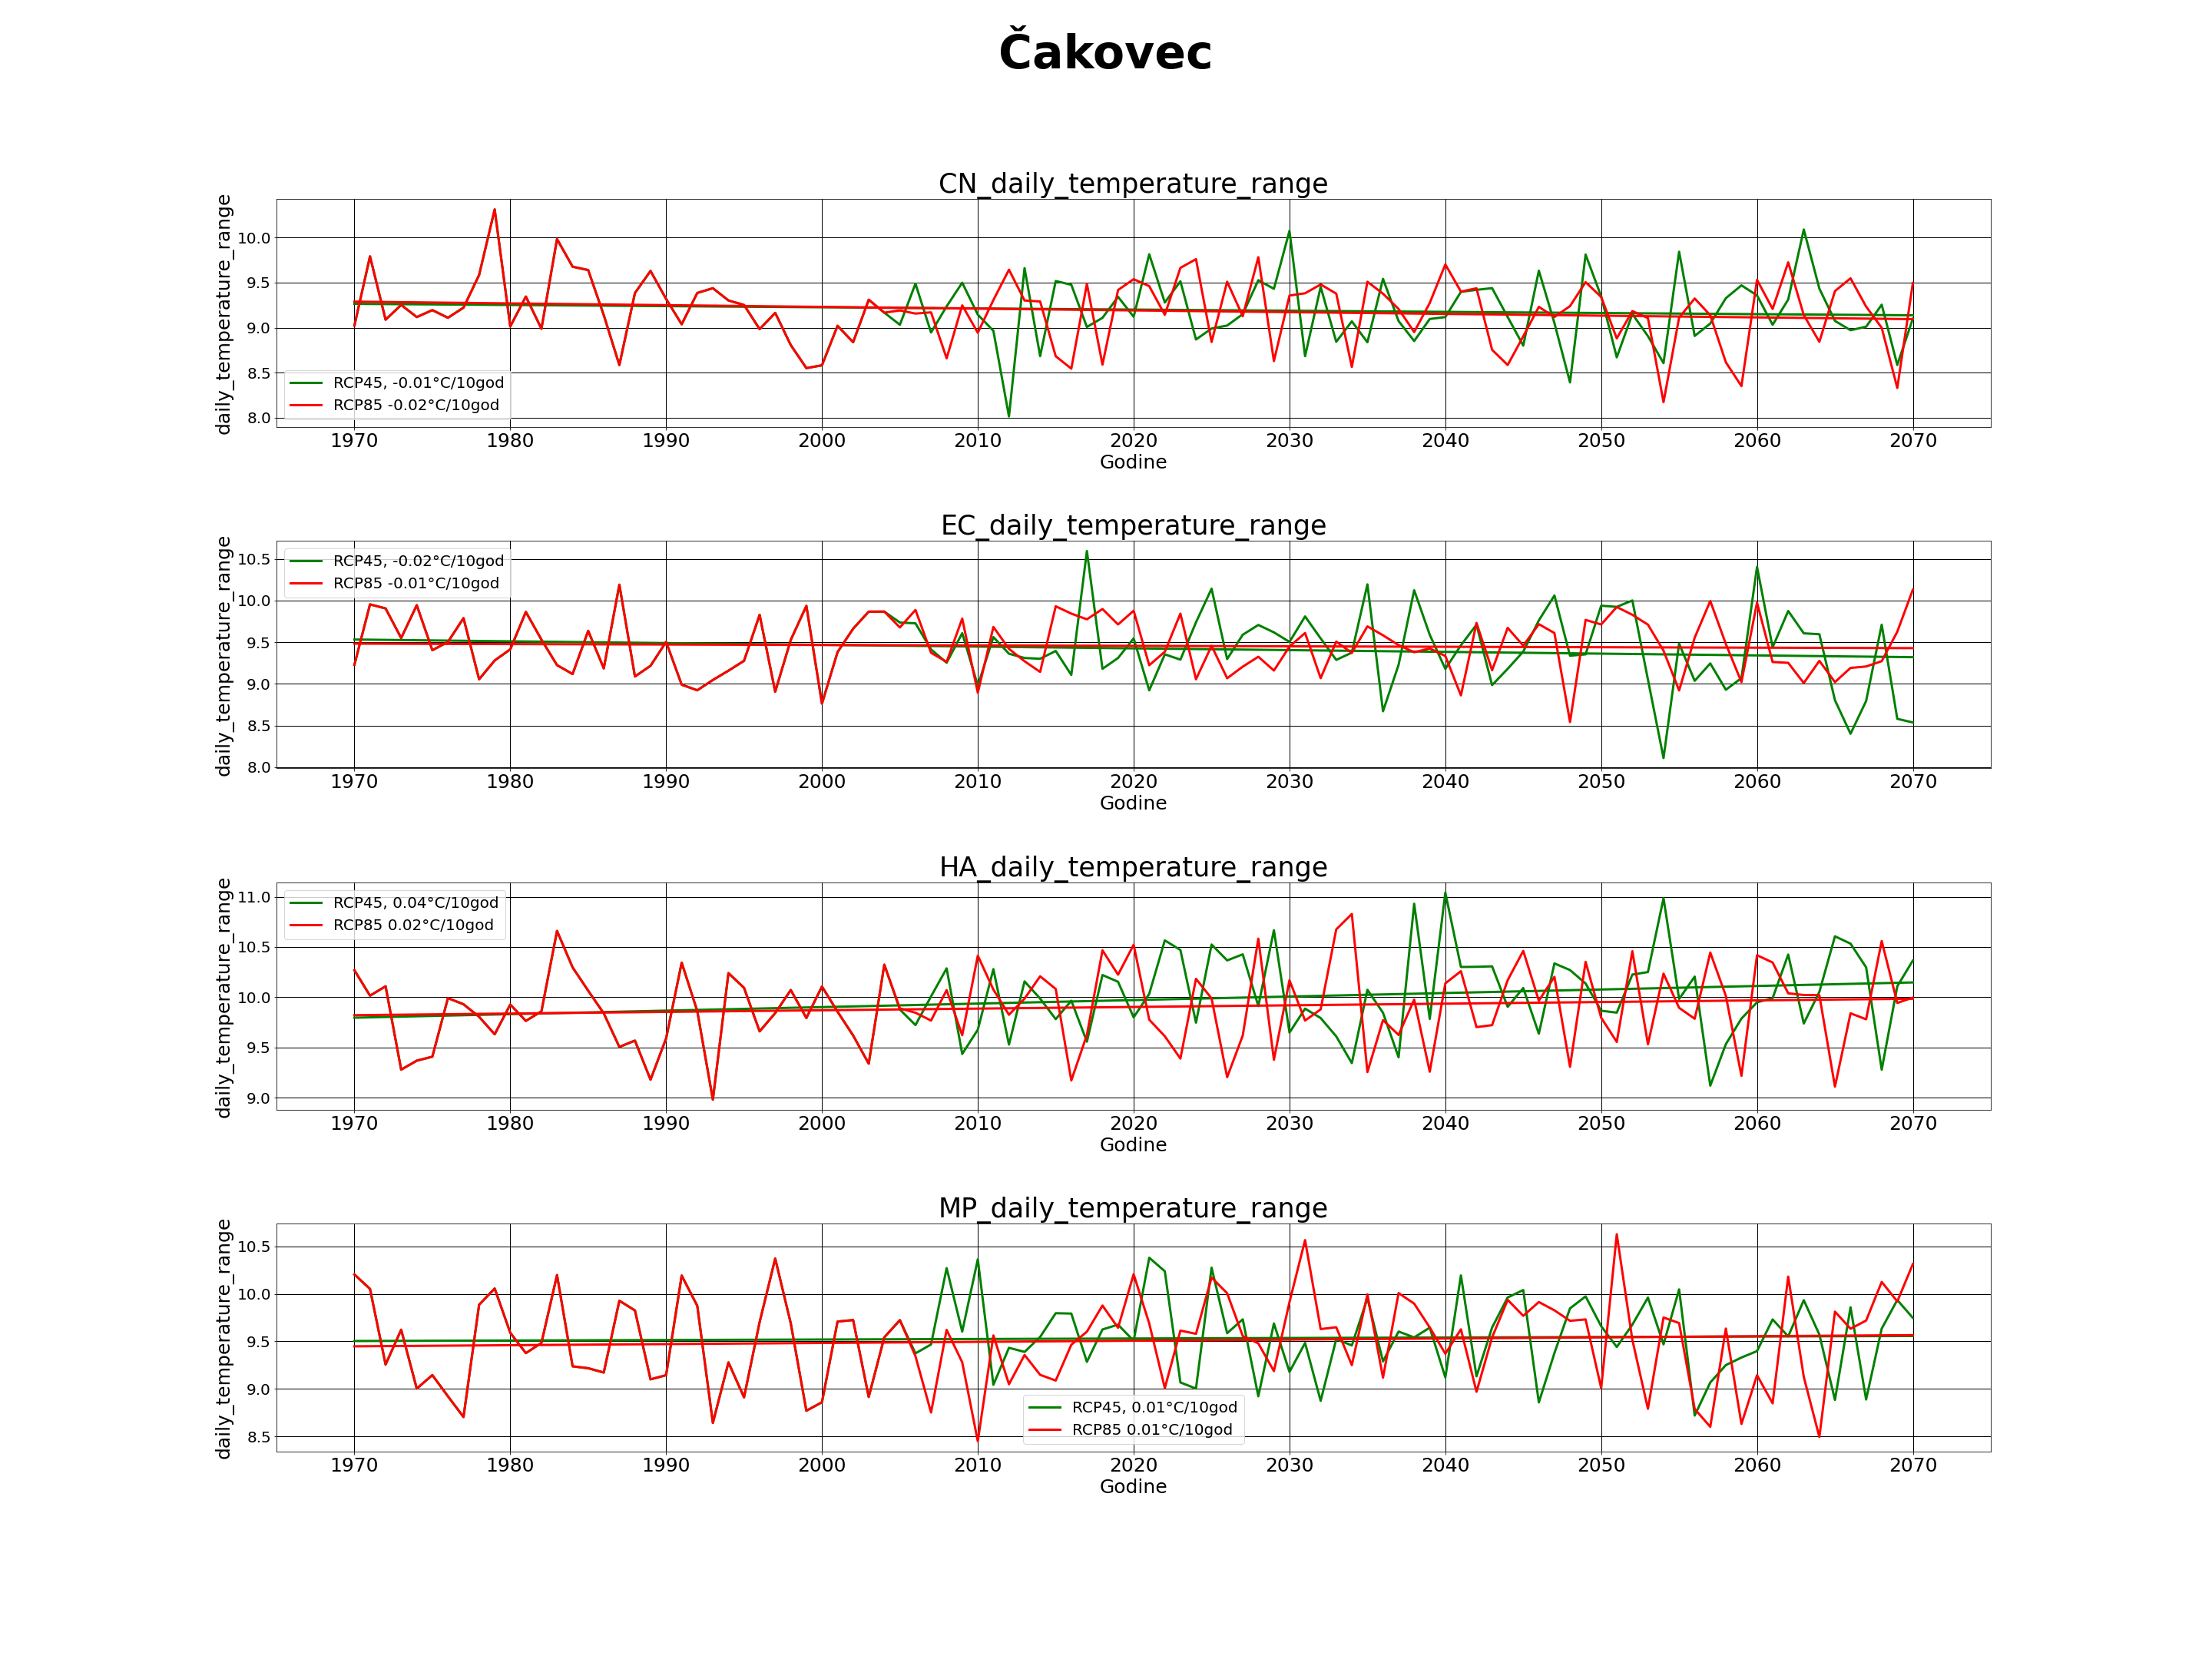 Čakovec
CN_daily_temperature_range
daily_temperature_range
10.0
9.5
9.0
8.5
8.0
RCP45, -0.01°C/10god
RCP85 -0.02°C/10god
1970 1980 1990 2000 2010 2020 2030 2040 2050 2060 2070
Godine
EC_daily_temperature_range
daily_temperature_range
10.5
10.0
9.5
9.0
8.5
8.0
RCP45, -0.02°C/10god
RCP85 -0.01°C/10god
1970 1980 1990 2000 2010 2020 2030 2040 2050 2060 2070
Godine
HA_daily_temperature_range
daily_temperature_range
11.0
10.5
10.0
9.5
9.0
RCP45, 0.04°C/10god
RCP85 0.02°C/10god
1970 1980 1990 2000 2010 2020 2030 2040 2050 2060 2070
Godine
MP_daily_temperature_range
daily_temperature_range
10.5
10.0
9.5
9.0
8.5
RCP45, 0.01°C/10god
RCP85 0.01°C/10god
1970 1980 1990 2000 2010 2020 2030 2040 2050 2060 2070
Godine